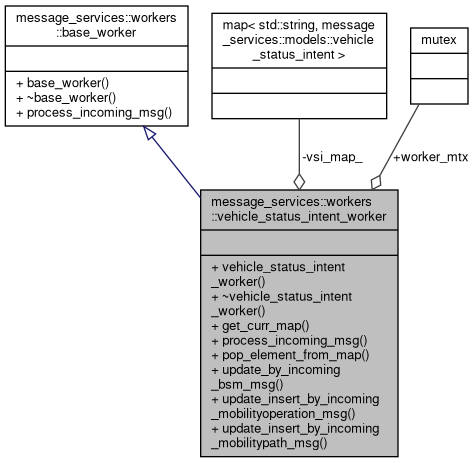 message_services::workers
::base_worker
+ base_worker()
+ ~base_worker()
+ process_incoming_msg()
map< std::string, message
_services::models::vehicle
_status_intent >
mutex
-vsi_map_
+worker_mtx
message_services::workers
::vehicle_status_intent_worker
+ vehicle_status_intent
_worker()
+ ~vehicle_status_intent
_worker()
+ get_curr_map()
+ process_incoming_msg()
+ pop_element_from_map()
+ update_by_incoming
_bsm_msg()
+ update_insert_by_incoming
_mobilityoperation_msg()
+ update_insert_by_incoming
_mobilitypath_msg()